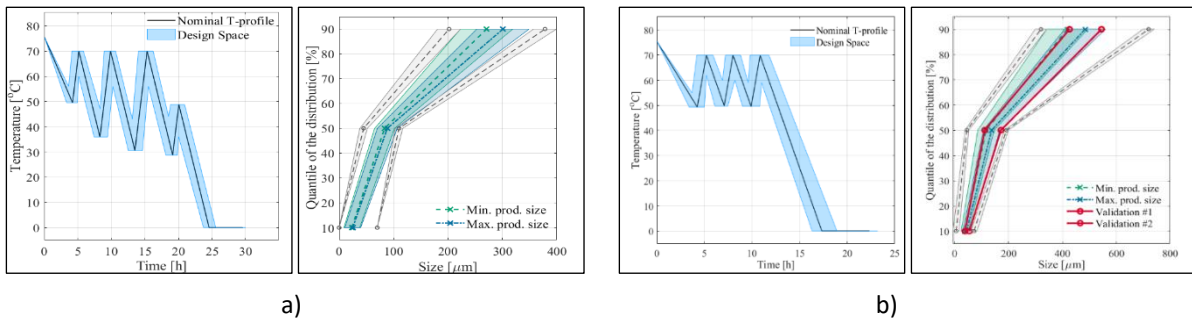 Nominal T-profile
Design Space
Temperature [°C]
80
70
60
50
40
30
20
10
0
0 5 10 15 20 25 30
Time [h]
Quantile of the distribution [%]
90
80
70
60
50
40
30
20
10
Min. prod. size
Max. prod. size
0 100 200 300 400
Size [μm]
a)
Nominal T-profile
Design Space
Temperature [°C]
80
70
60
50
40
30
20
10
0
0 5 10 15 20 25
Time [h]
Quantile of the distribution [%]
90
80
70
60
50
40
30
20
10
Min. prod. size
Max. prod. size
Validation #1
Validation #2
0 200 400 600 800
Size [μm]
b)